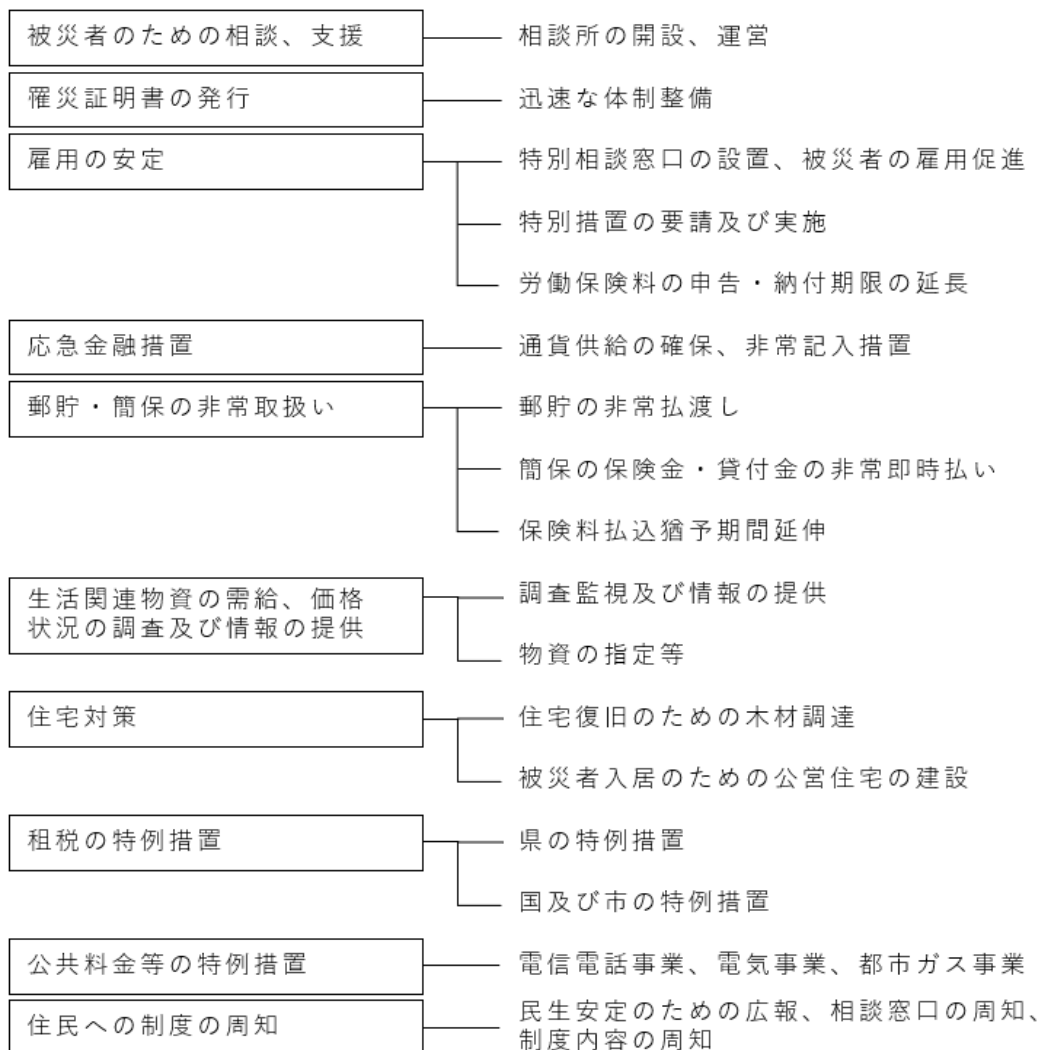 被災者のための相談、支援
相談所の開設、運営
罹災証明書の発行
迅速な体制整備
雇用の安定
特別相談窓口の設置、被災者の雇用促進
特別措置の要請及び実施
労働保険料の申告・納付期限の延長
応急金融措置
通貨供給の確保、非常記入措置
郵貯・簡保の非常取扱い
郵貯の非常払渡し
簡保の保険金・貸付金の非常即時払い
保険料払込猶予期間延伸
生活関連物資の需給、価格
状況の調査及び情報の提供
調査監視及び情報の提供
物資の指定等
住宅対策
住宅復旧のための木材調達
被災者入居のための公営住宅の建設
租税の特例措置
県の特例措置
国及び市の特例措置
公共料金等の特例措置
電信電話事業、電気事業、都市ガス事業
住民への制度の周知
民生安定のための広報、相談窓口の周知、
制度内容の周知